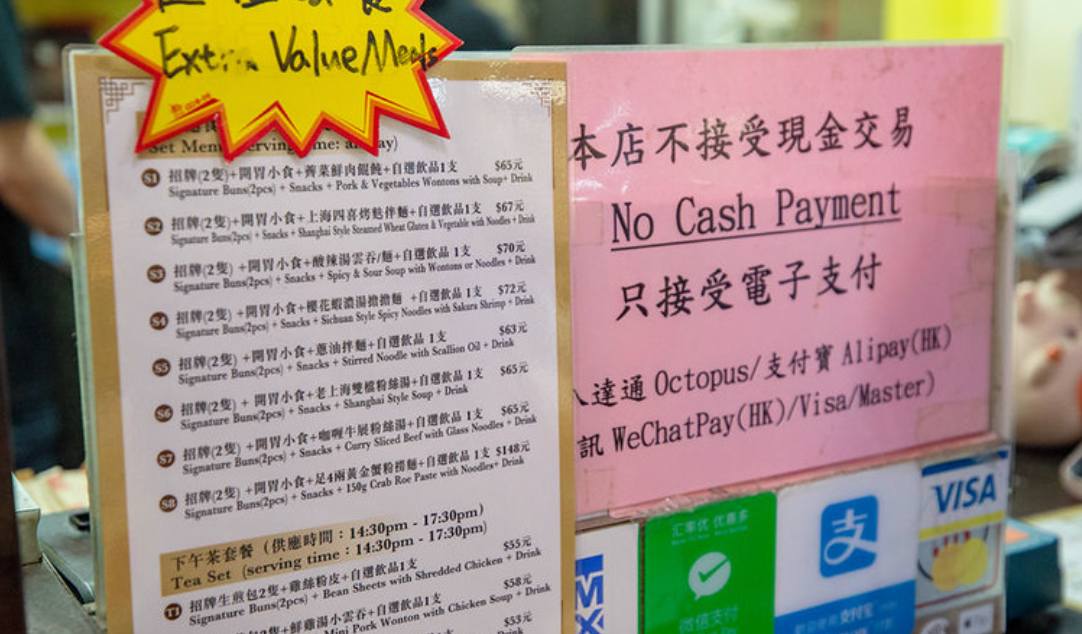 Extra Value Meals
Set Menu (serving time: all day)
S1 招牌(2隻)+開胃小食+薺菜鮮肉餛飩+自選飲品1支 $65元
Signature Buns(2pcs) + Snacks + Pork & Vegetables Wontons with Soup+ Drink
S2 招牌(2隻)+開胃小食+上海四喜烤麩拌麵+自選飲品1支 $67元
Signature Buns(2pcs) + Snacks + Shanghai Style Steamed Wheat Gluten & Vegetable with Noodles + Drink
S3 招牌(2隻)+開胃小食+酸辣湯雲吞/麵+自選飲品 1支 $70元
Signature Buns(2pcs) + Snacks + Spicy & Sour Soup with Wontons or Noodles + Drink
S4 招牌(2隻) +開胃小食+櫻花蝦濃湯擔擔麵 +自選飲品 1支 $72元
Signature Buns(2pcs) + Snacks + Sichuan Style Spicy Noodles with Sakura Shrimp + Drink
S5 招牌(2隻) +開胃小食+蔥油拌麵+自選飲品 1支 $63元
Signature Buns(2pcs) + Snacks + Stirred Noodle with Scallion Oil + Drink
S6 招牌(2隻) + 開胃小食+老上海雙檔粉絲湯+自選飲品 1支 $65元
Signature Buns(2pcs) + Snacks + Shanghai Style Soup + Drink
S7 招牌(2隻) +開胃小食+咖喱牛展粉絲湯+自選飲品 1支 $65元
Signature Buns(2pcs) + Snacks + Curry Sliced Beef with Glass Noodles + Drink
S8 招牌(2隻) +開胃小食+足4兩黃金蟹粉撈麵+自選飲品 1支 $148元
Signature Buns(2pcs) + Snacks + 150g Crab Roe Paste with Noodles+ Drink
下午茶套餐 (供應時間：14:30pm - 17:30pm)
Tea Set (serving time：14:30pm - 17:30pm)
T1 招牌生煎包2隻+雞絲粉皮+自選飲品1支 $55元
Signature Buns(2pcs) + Bean Sheets with Shredded Chicken + Drink
2隻+鮮雞湯小雲吞+自選飲品1支 $58元
Mini Pork Wonton with Chicken Soup + Drink
$53元
本店不接受現金交易
No Cash Payment
只接受電子支付
達通 Octopus/支付寶 Alipay(HK)
訊 WeChatPay(HK)/Visa/Master)
汇率优 优惠多
微信支付
支
支付宝
VISA